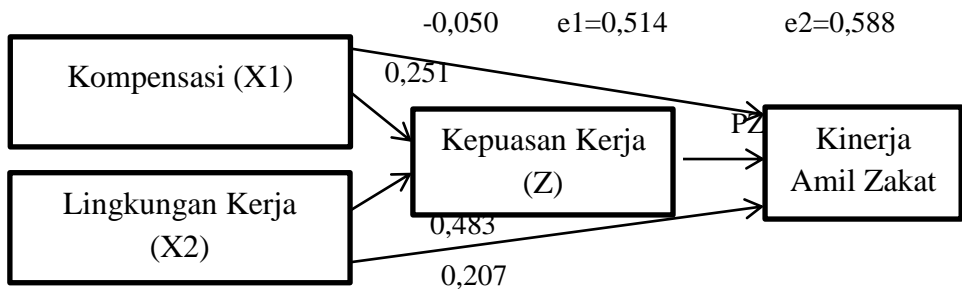 -0,050 e1=0,514 e2=0,588
Kompensasi (X1)
0,251
Kepuasan Kerja
(Z)
PZ
Kinerja
Amil Zakat
Lingkungan Kerja
(X2)
0,483
0,207